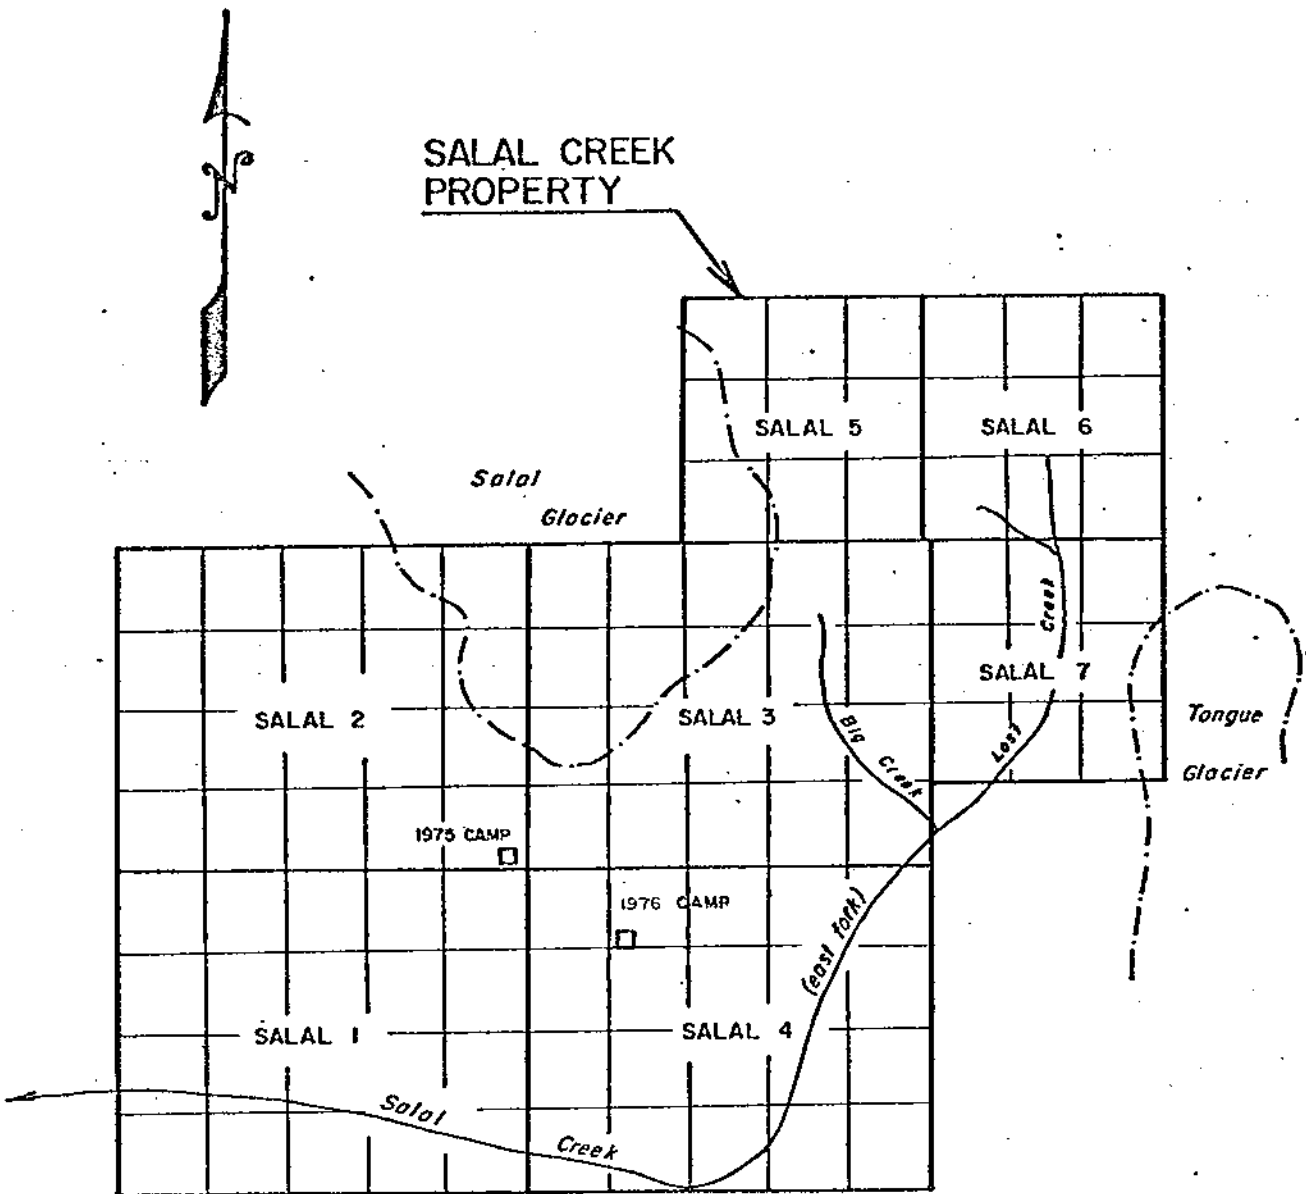 N
SALAL CREEK
PROPERTY
SALAL 5
SALAL 6
Salal
Glacier
Creek
SALAL 7
SALAL 2
SALAL 3
Big
Creek
Lost
Tongue
Glacier
1975 CAMP
1976 CAMP
(east fork)
SALAL 1
SALAL 4
Salal
Creek